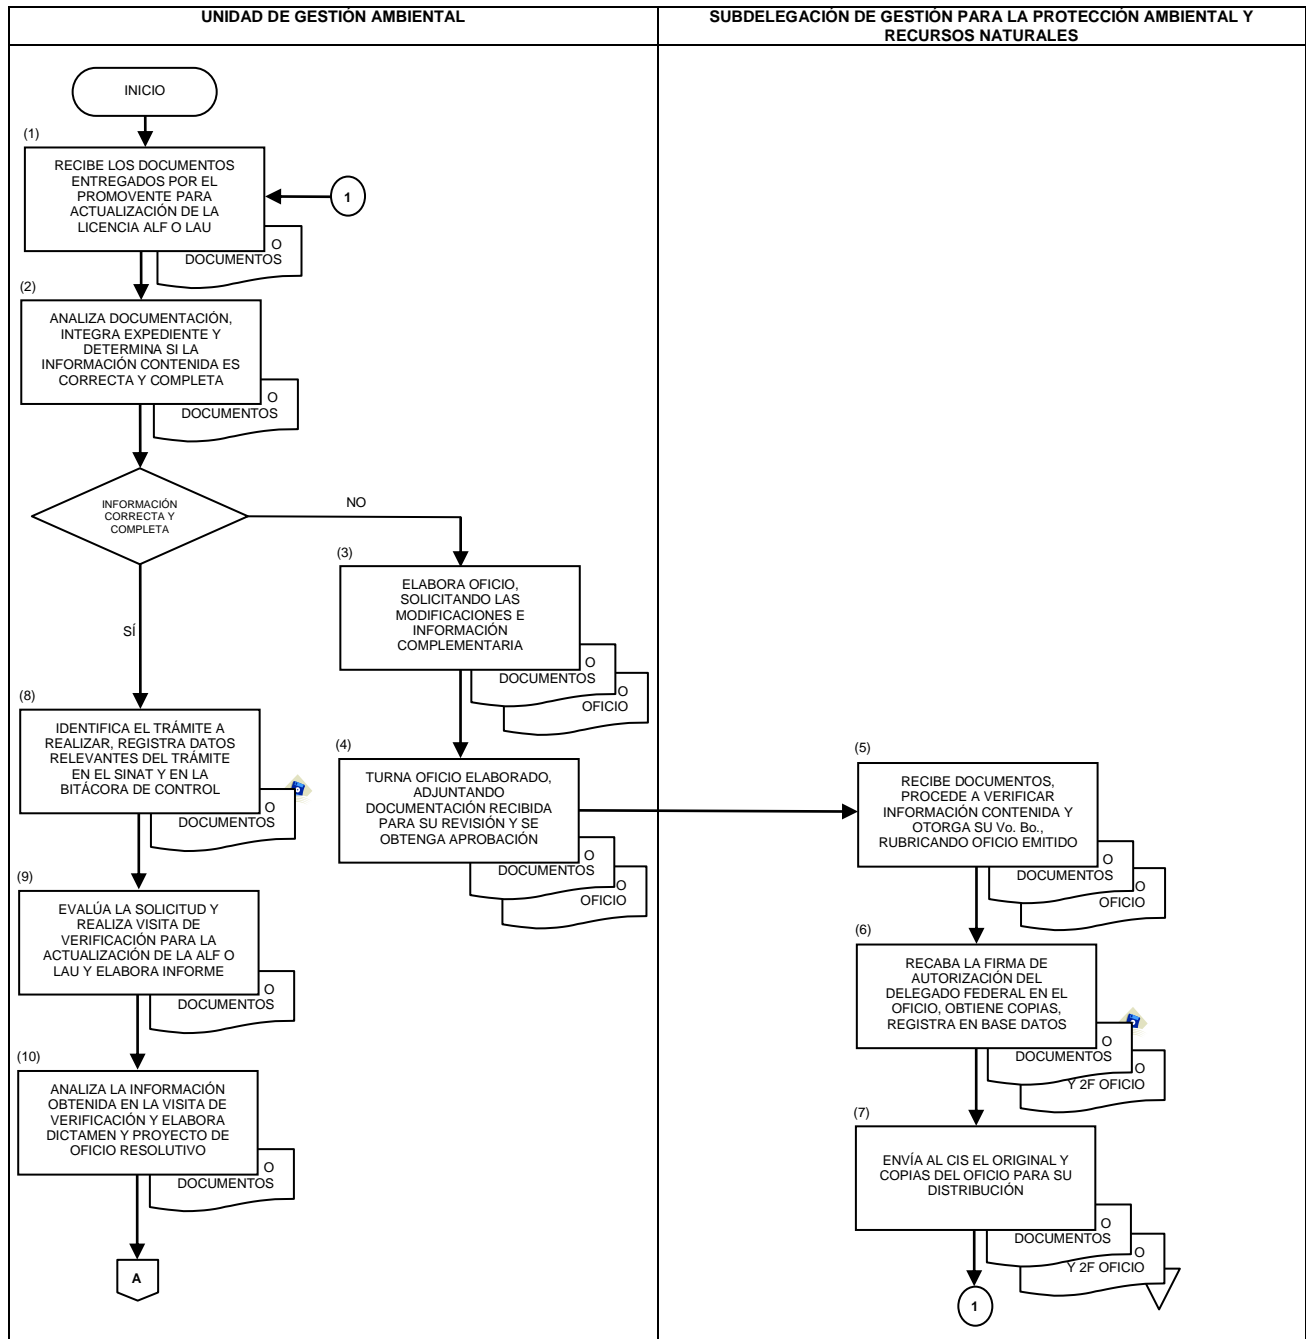 UNIDAD DE GESTIÓN AMBIENTAL
SUBDELEGACIÓN DE GESTIÓN PARA LA PROTECCIÓN AMBIENTAL Y
RECURSOS NATURALES
INICIO
(1)
RECIBE LOS DOCUMENTOS
ENTREGADOS POR EL
PROMOVENTE PARA
ACTUALIZACIÓN DE LA
LICENCIA ALF O LAU
1
O
DOCUMENTOS
(2)
ANALIZA DOCUMENTACIÓN,
INTEGRA EXPEDIENTE Y
DETERMINA SI LA
INFORMACIÓN CONTENIDA ES
CORRECTA Y COMPLETA
O
DOCUMENTOS
INFORMACIÓN
CORRECTA Y
COMPLETA
NO
SÍ
(3)
ELABORA OFICIO,
SOLICITANDO LAS
MODIFICACIONES E
INFORMACIÓN
COMPLEMENTARIA
O
DOCUMENTOS
O
OFICIO
(4)
TURNA OFICIO ELABORADO,
ADJUNTANDO
DOCUMENTACIÓN RECIBIDA
PARA SU REVISIÓN Y SE
OBTENGA APROBACIÓN
O
DOCUMENTOS
O
OFICIO
(8)
IDENTIFICA EL TRÁMITE A
REALIZAR, REGISTRA DATOS
RELEVANTES DEL TRÁMITE
EN EL SINAT Y EN LA
BITÁCORA DE CONTROL
O
DOCUMENTOS
(9)
EVALÚA LA SOLICITUD Y
REALIZA VISITA DE
VERIFICACIÓN PARA LA
ACTUALIZACIÓN DE LA ALF O
LAU Y ELABORA INFORME
O
DOCUMENTOS
(10)
ANALIZA LA INFORMACIÓN
OBTENIDA EN LA VISITA DE
VERIFICACIÓN Y ELABORA
DICTAMEN Y PROYECTO DE
OFICIO RESOLUTIVO
O
DOCUMENTOS
A
(5)
RECIBE DOCUMENTOS,
PROCEDE A VERIFICAR
INFORMACIÓN CONTENIDA Y
OTORGA SU Vo. Bo.,
RUBRICANDO OFICIO EMITIDO
O
DOCUMENTOS
O
OFICIO
(6)
RECABA LA FIRMA DE
AUTORIZACIÓN DEL
DELEGADO FEDERAL EN EL
OFICIO, OBTIENE COPIAS,
REGISTRA EN BASE DATOS
O
DOCUMENTOS
O
Y 2F OFICIO
(7)
ENVÍA AL CIS EL ORIGINAL Y
COPIAS DEL OFICIO PARA SU
DISTRIBUCIÓN
O
DOCUMENTOS
O
Y 2F OFICIO
1